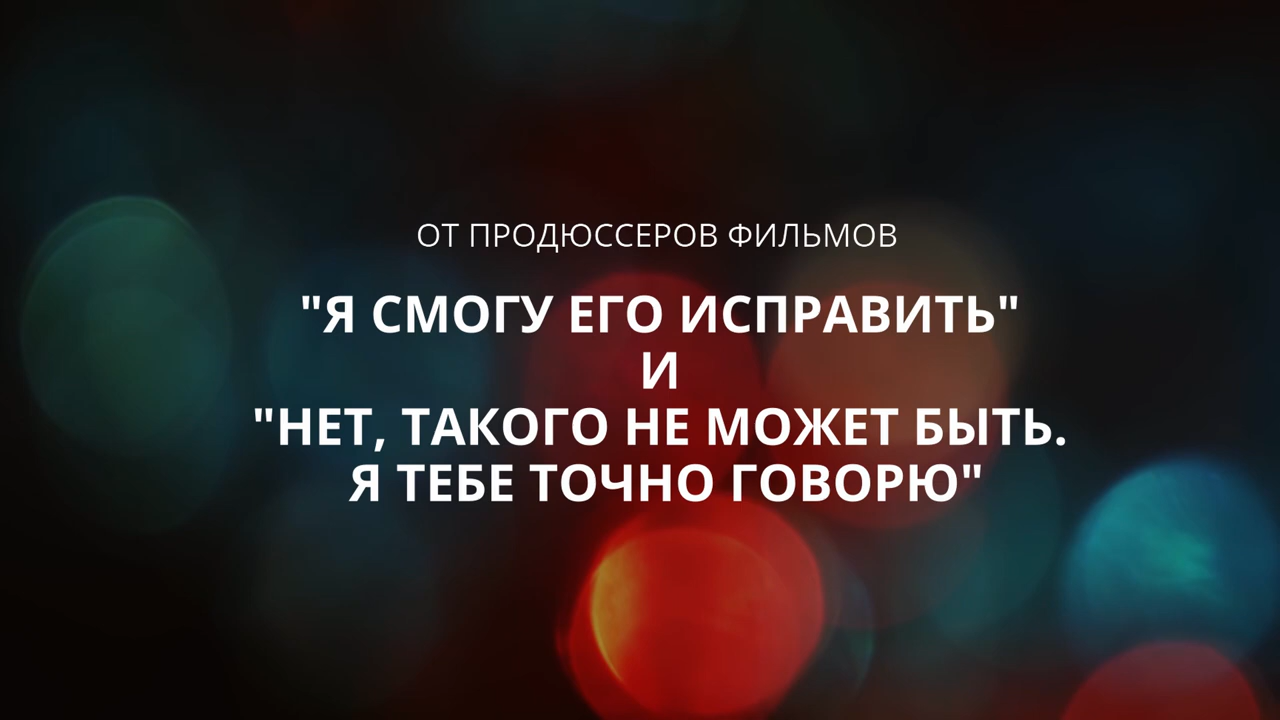 ОТ ПРОДЮССЕРОВ ФИЛЬМОВ
"Я СМОГУ ЕГО ИСПРАВИТЬ"
И
"НЕТ, ТАКОГО НЕ МОЖЕТ БЫТЬ.
Я ТЕБЕ ТОЧНО ГОВОРЮ"